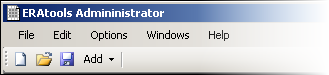 ERAtools Admininistrator
File Edit Options Windows Help
Add